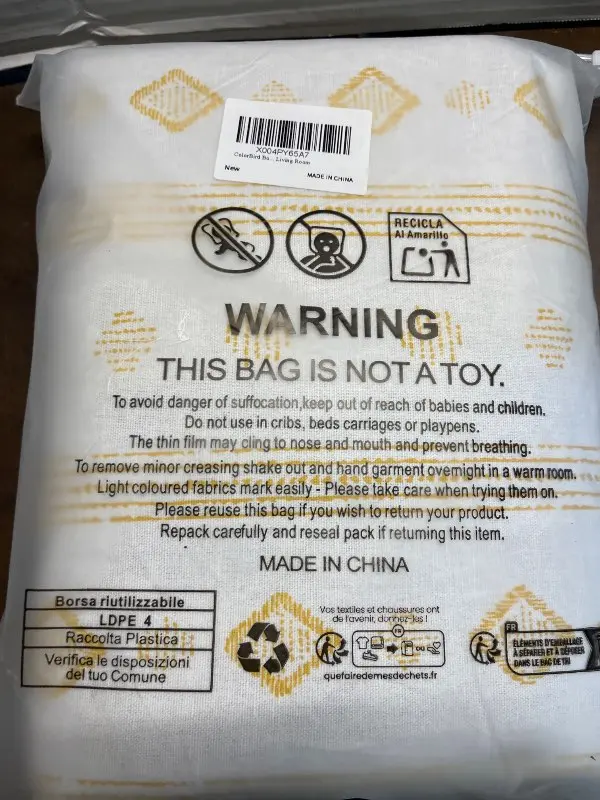 X004PY65A7
ColorBird Bo... Living Room
New
MADE IN CHINA
RECICLA
Al Amarillo
WARNING
THIS BAG IS NOT A TOY.
To avoid danger of suffocation,keep out of reach of babies and children.
Do not use in cribs, beds carriages or playpens.
The thin film may cling to nose and mouth and prevent breathing.
To remove minor creasing shake out and hand garment overnight in a warm room.
Light coloured fabrics mark easily - Please take care when trying them on.
Please reuse this bag if you wish to return your product.
Repack carefully and reseal pack if returning this item.
MADE IN CHINA
Borsa riutilizzabile
LDPE 4
Raccolta Plastica
Verifica le disposizioni
del tuo Comune
Vos textiles et chaussures ont
de l'avenir, donnez-les !
FR
quefairedemesdechets.fr
FR
ÉLÉMENTS D'EMBALLAGE
À SÉPARER ET À DÉPOSER
DANS LE BAC DE TRI